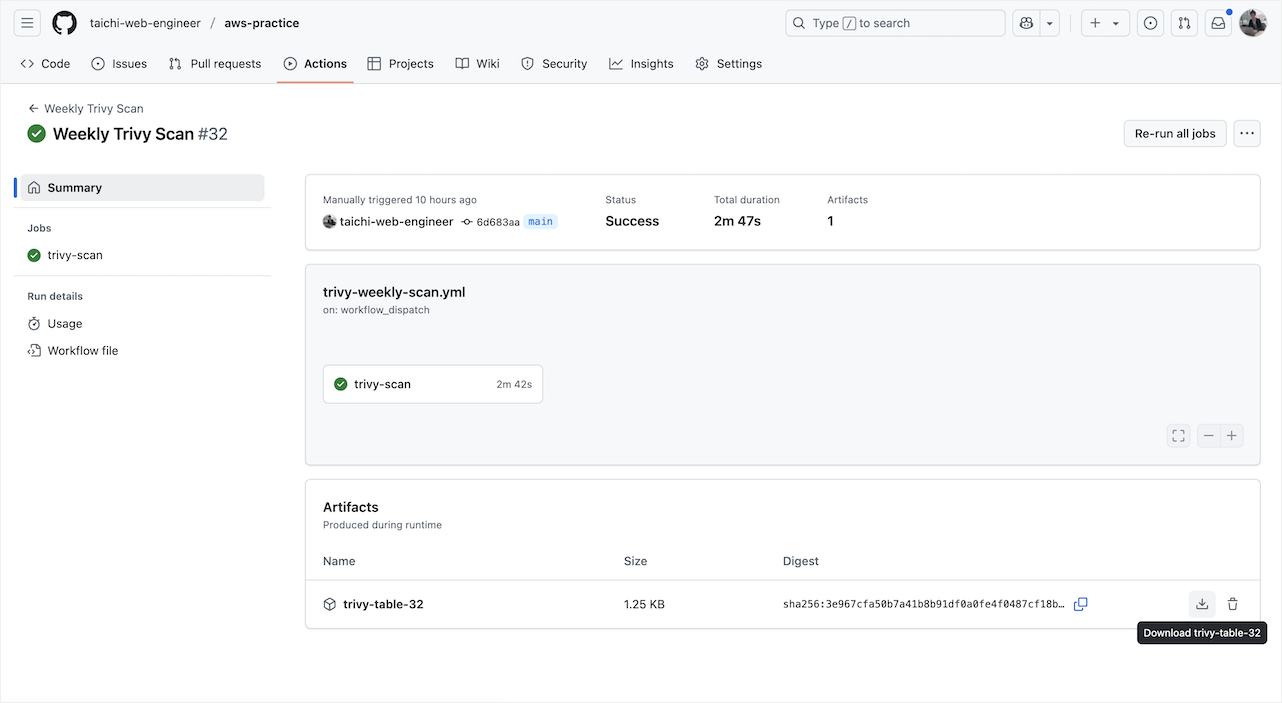 taichi-web-engineer / aws-practice
Type / to search
Code
Issues
Pull requests
Actions
Projects
Wiki
Security
Insights
Settings
Weekly Trivy Scan
Weekly Trivy Scan #32
Re-run all jobs
Summary
Jobs
trivy-scan
Run details
Usage
Workflow file
Manually triggered 10 hours ago
taichi-web-engineer 6d683aa main
Status
Success
Total duration
2m 47s
Artifacts
1
trivy-weekly-scan.yml
on: workflow_dispatch
trivy-scan 2m 42s
Artifacts
Produced during runtime
Name Size Digest
trivy-table-32 1.25 KB sha256:3e967cfa50b7a41b8b91df0a0fe4f0487cf18b…
Download trivy-table-32